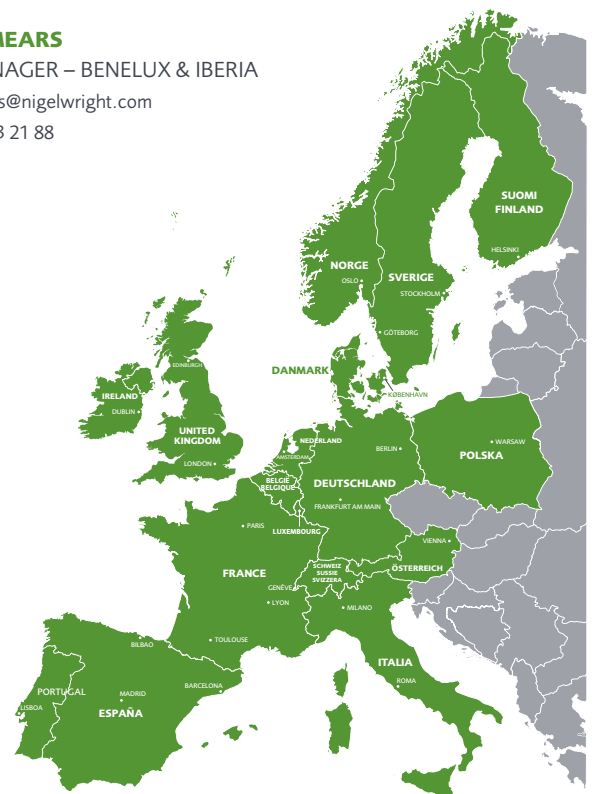 MEARS
NAGER – BENELUX & IBERIA
s@nigelwright.com
3 21 88
SUOMI
FINLAND
HELSINKI
NORGE
OSLO
SVERIGE
STOCKHOLM
GÖTEBORG
DANMARK
KØBENHAVN
EDINBURGH
IRELAND
DUBLIN
UNITED
KINGDOM
LONDON
NEDERLAND
AMSTERDAM
BELGIË
BELGIQUE
BERLIN
WARSAW
POLSKA
DEUTSCHLAND
FRANKFURT AM MAIN
PARIS
LUXEMBOURG
VIENNA
ÖSTERREICH
SCHWEIZ
SUSSIE
SVIZZERA
FRANCE
GENÈVE
LYON
MILANO
TOULOUSE
BILBAO
ITALIA
ROMA
BARCELONA
PORTUGAL
MADRID
LISBOA
ESPAÑA